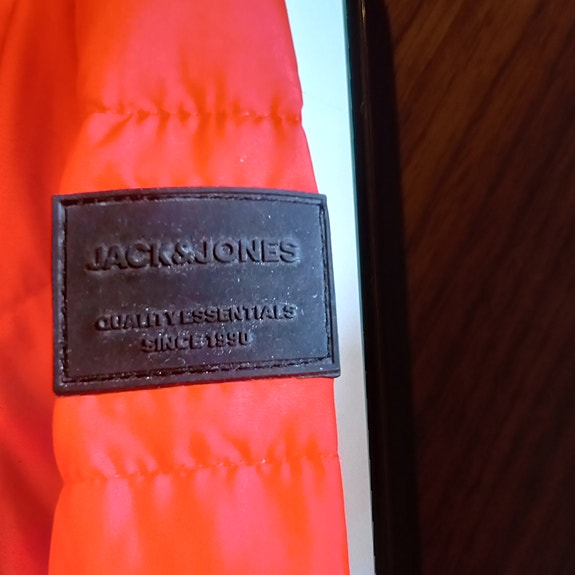 JACK&JONES
QUALITY ESSENTIALS
SINCE 1990